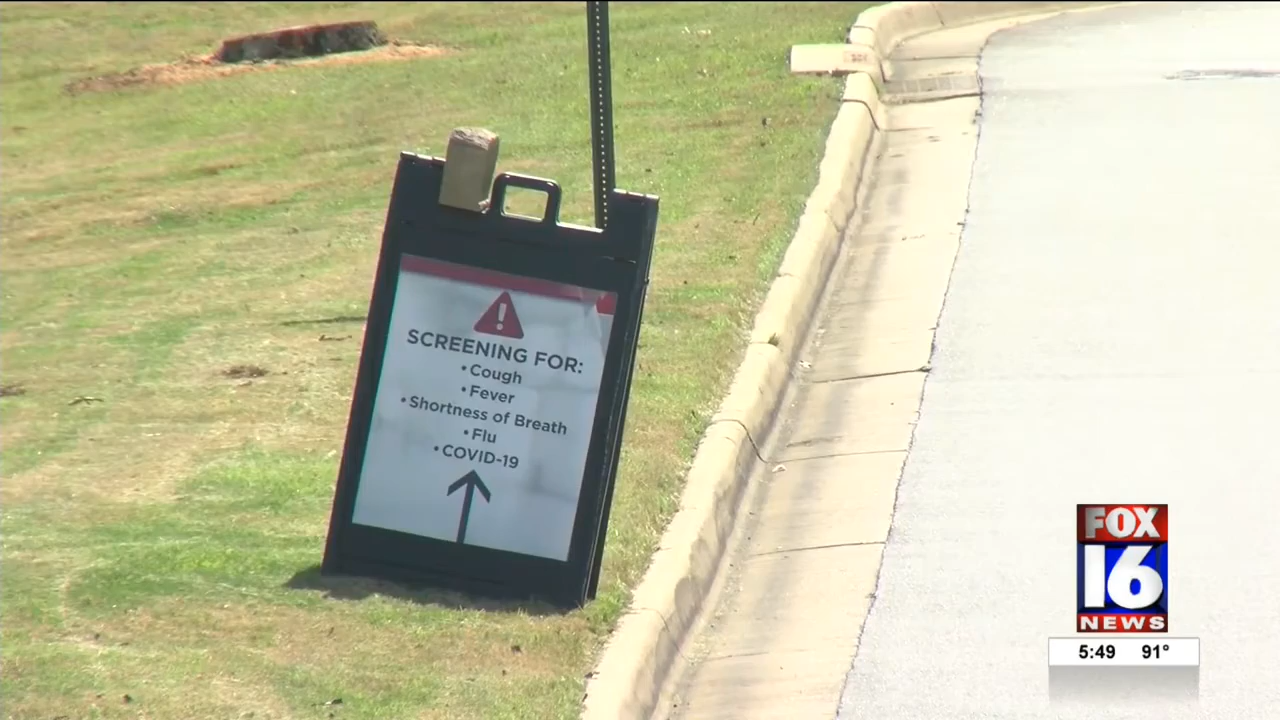 SCREENING FOR:
• Cough
• Fever
• Shortness of Breath
• Flu
• COVID-19
FOX
16
NEWS
5:49 91°